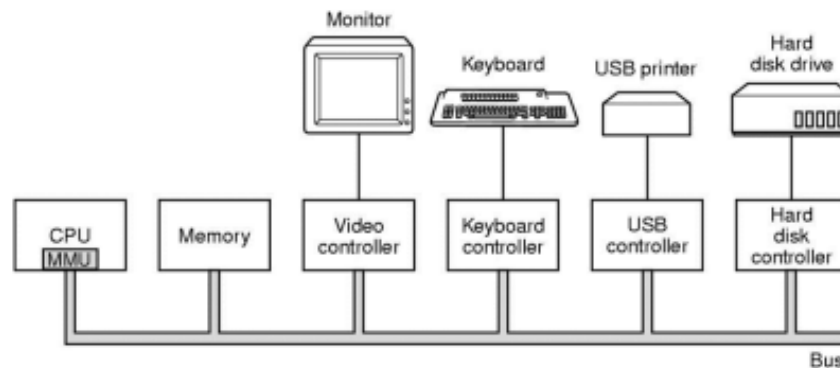 Monitor
Keyboard
USB printer
Hard
disk drive
CPU
MMU
Memory
Video
controller
Keyboard
controller
USB
controller
Hard
disk
controller
Bus